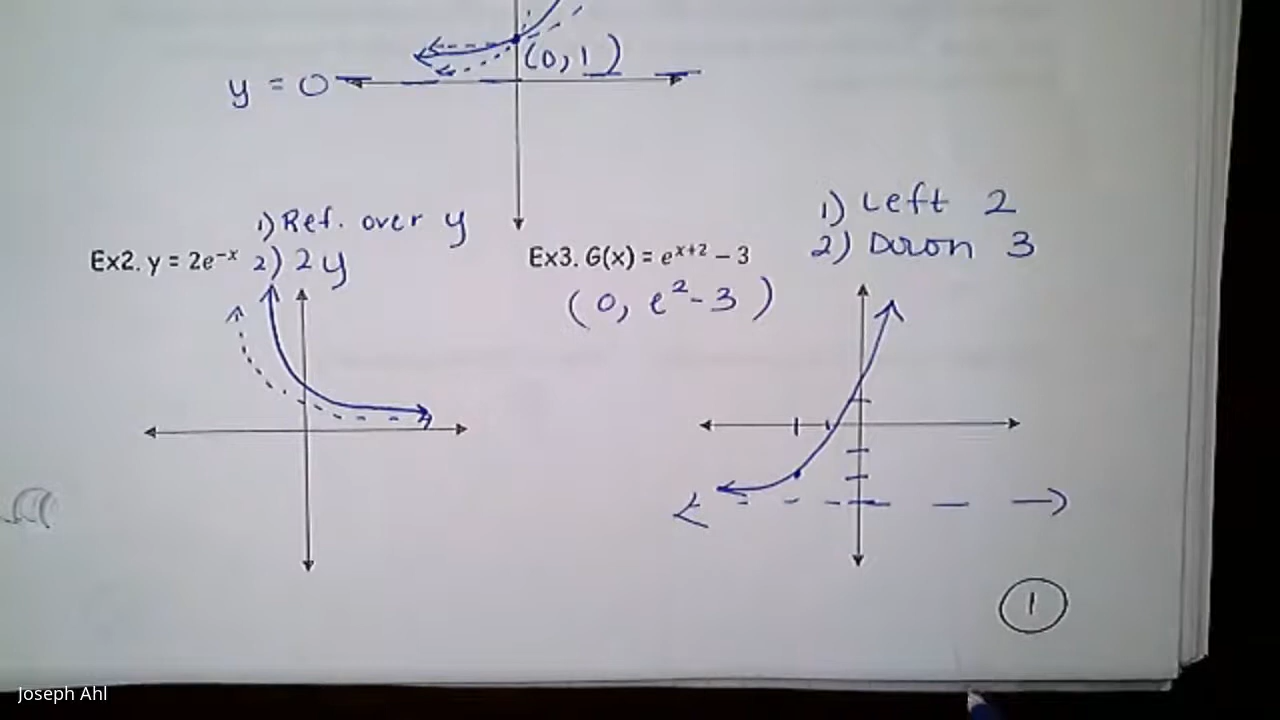 (0, 1)
y = 0
1) Ref. over y
Ex2. y = 2e^{-x} 2) 2y
1) Left 2
2) Down 3
Ex3. G(x) = e^{x+2} – 3
(0, e^2 - 3)
1
Joseph Ahl